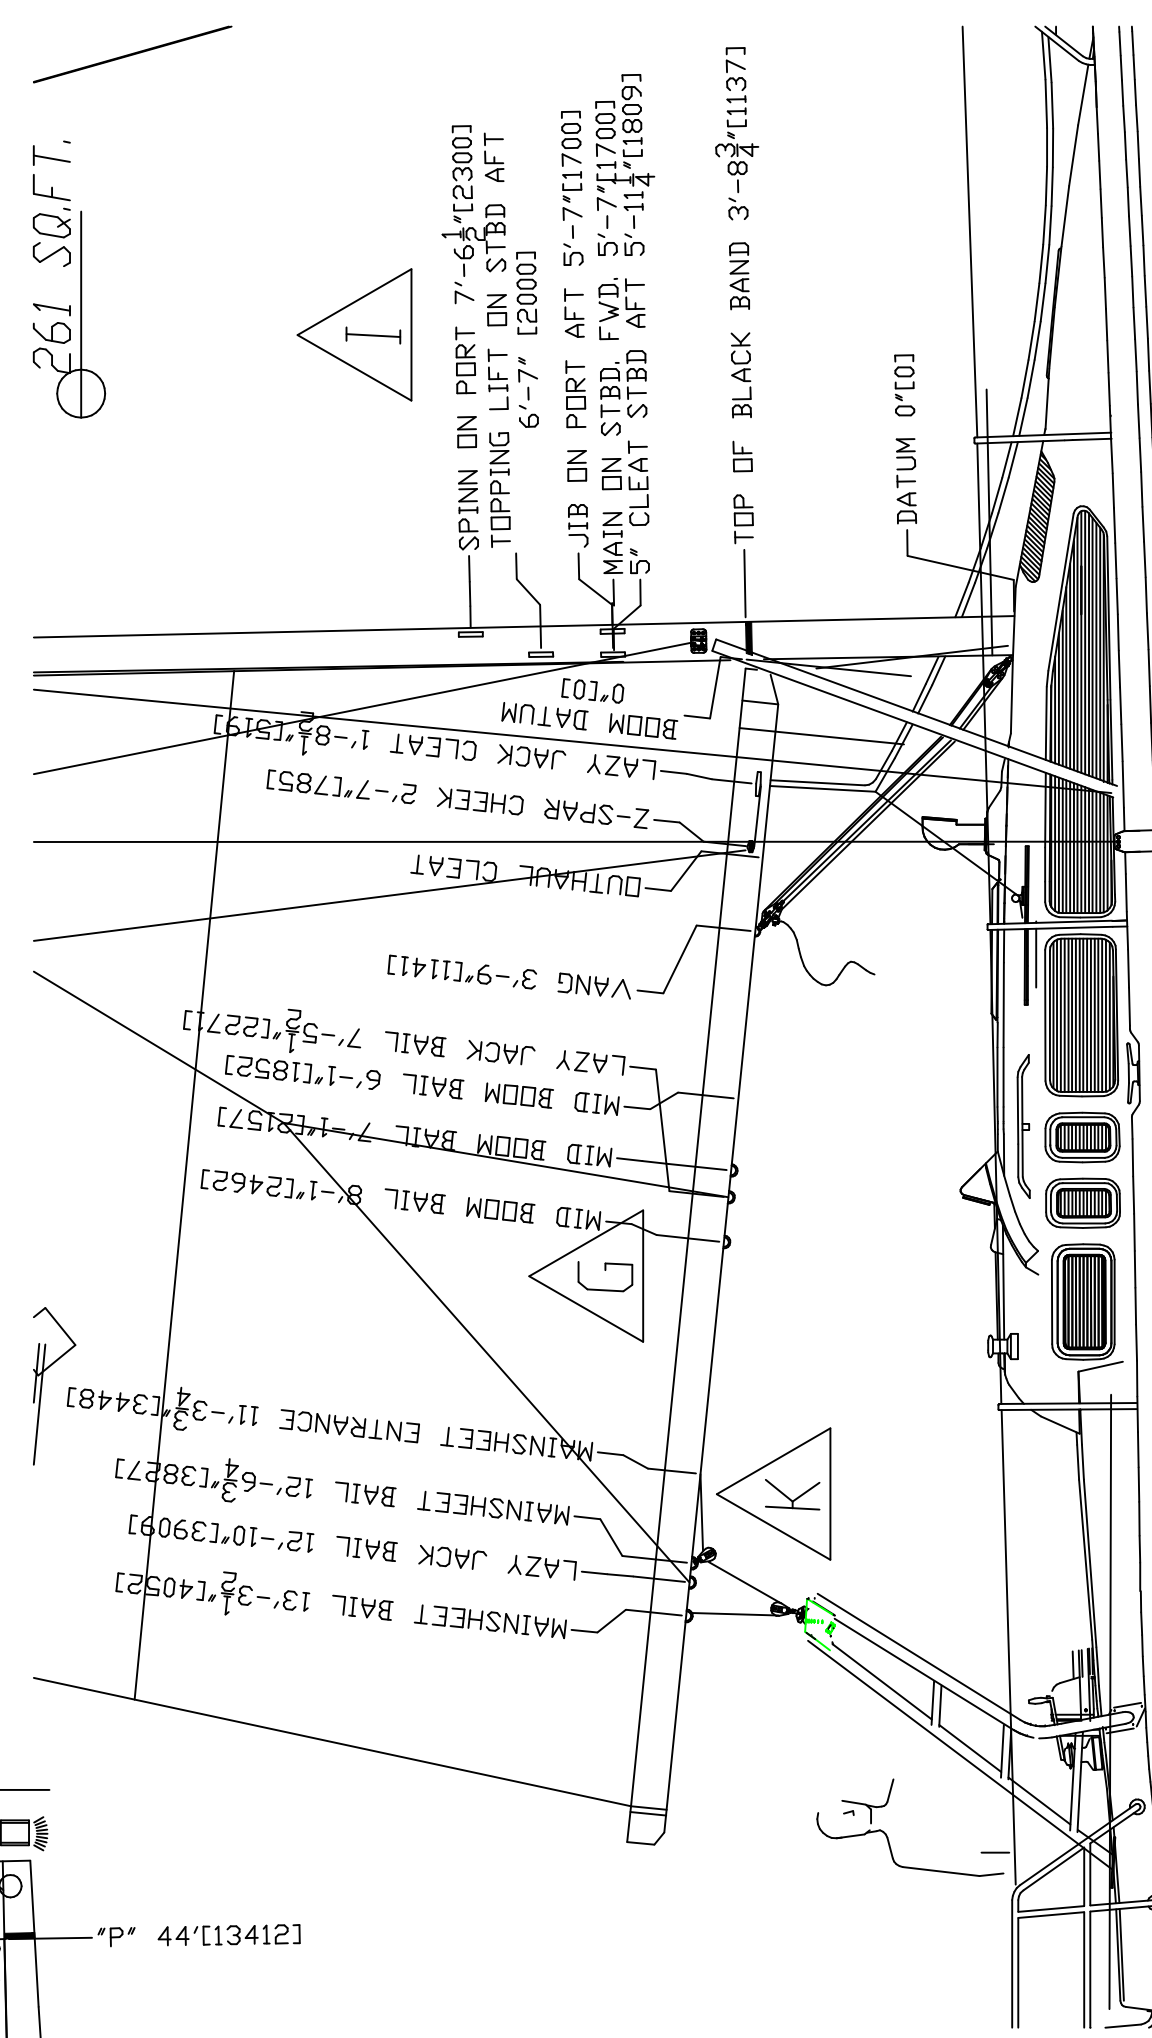 261 SQ.FT.
I
SPINN ON PORT 7'-6½"[2300]
TOPPING LIFT ON STBD AFT
6'-7" [2000]
JIB ON PORT AFT 5'-7"[1700]
MAIN ON STBD. FWD. 5'-7"[1700]
5" CLEAT STBD AFT 5'-11¼"[1809]
TOP OF BLACK BAND 3'-8¾"[1137]
DATUM 0"[0]
BOOM DATUM
0"[0]
LAZY JACK CLEAT 1'-8½"[519]
Z-SPAR CHEEK 2'-7"[785]
OUTHAUL CLEAT
VANG 3'-9"[1141]
LAZY JACK BAIL 7'-5½"[2271]
MID BOOM BAIL 6'-1"[1852]
MID BOOM BAIL 7'-1"[2157]
MID BOOM BAIL 8'-1"[2462]
G
MAINSHEET ENTRANCE 11'-3¾"[3448]
MAINSHEET BAIL 12'-6¾"[3827]
LAZY JACK BAIL 12'-10"[3909]
MAINSHEET BAIL 13'-3½"[4052]
K
"P" 44'[13412]